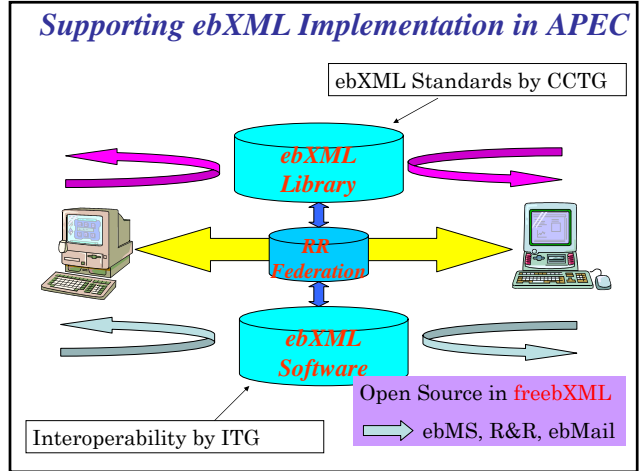 Supporting ebXML Implementation in APEC
ebXML Standards by CCTG
ebXML
Library
RR
Federation
ebXML
Software
Open Source in freebXML
ebMS, R&R, ebMail
Interoperability by ITG